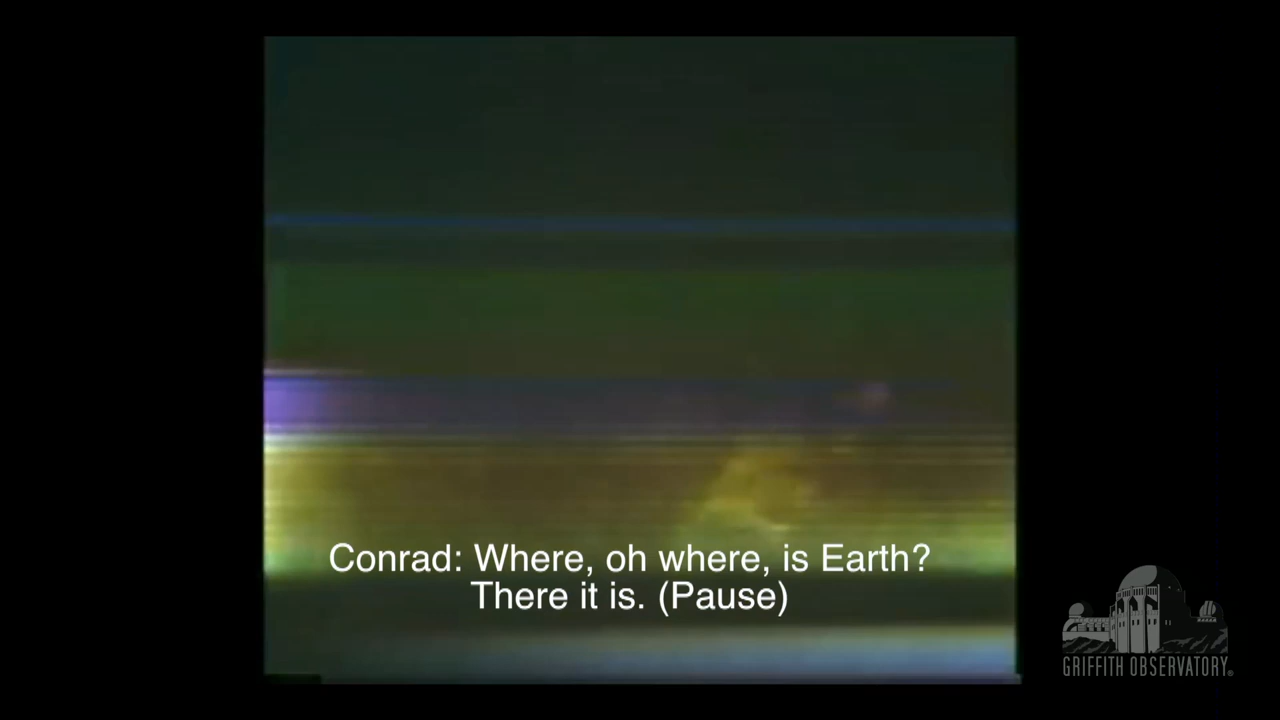 Conrad: Where, oh where, is Earth?
There it is. (Pause)
GRIFFITH OBSERVATORY®